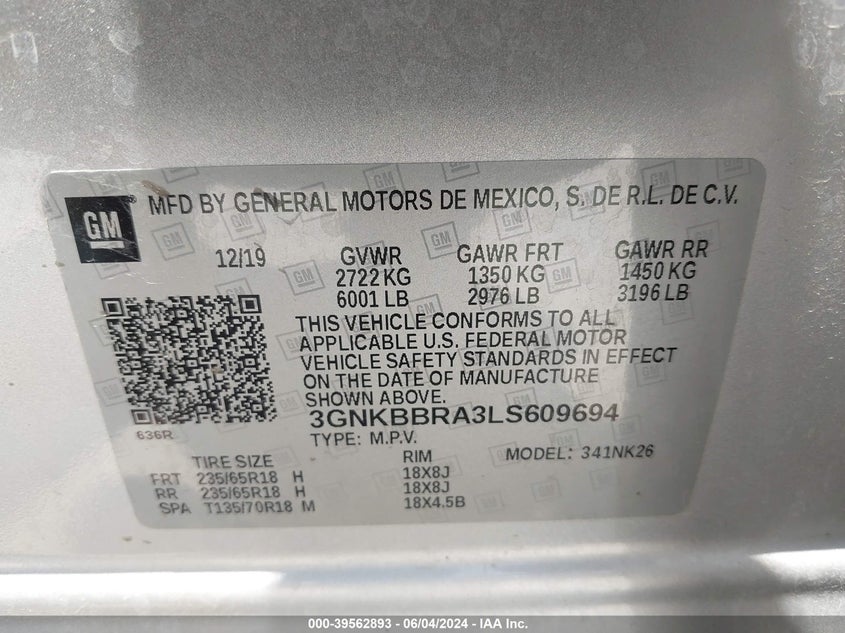 GM MFD BY GENERAL MOTORS DE MEXICO, S. DE R.L. DE C.V.
12/19 GVWR GAWR FRT GAWR RR
2722 KG 1350 KG 1450 KG
6001 LB 2976 LB 3196 LB
THIS VEHICLE CONFORMS TO ALL
APPLICABLE U.S. FEDERAL MOTOR
VEHICLE SAFETY STANDARDS IN EFFECT
ON THE DATE OF MANUFACTURE
SHOWN ABOVE.
3GNKBBRA3LS609694
636R
TYPE: M.P.V.
TIRE SIZE RIM MODEL: 341NK26
FRT 235/65R18 H 18X8J
RR 235/65R18 H 18X8J
SPA T135/70R18 M 18X4.5B
000-39562893 - 06/04/2024 - IAA Inc.